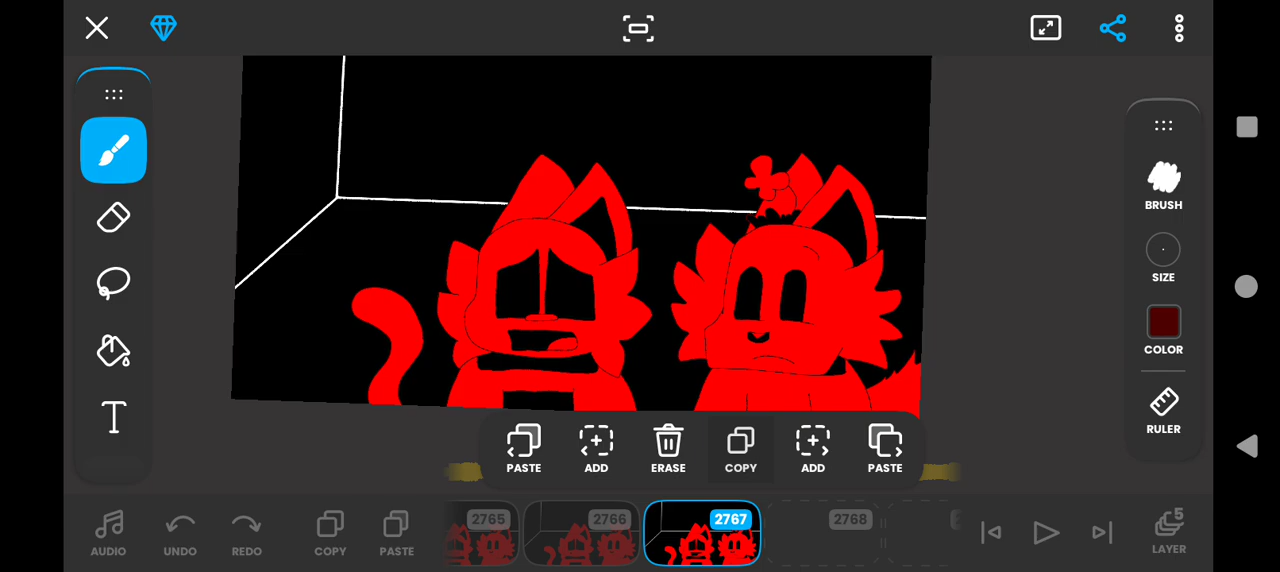 BRUSH
SIZE
COLOR
RULER
T
PASTE ADD ERASE COPY ADD PASTE
2765 2766 2767 2768
AUDIO UNDO REDO COPY PASTE
5
LAYER